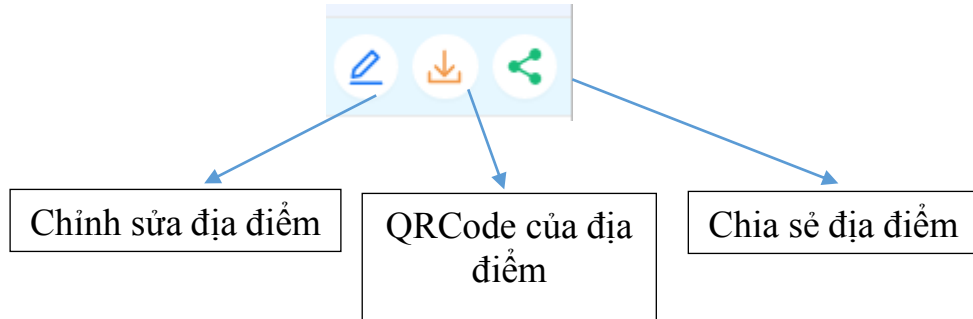 Chỉnh sửa địa điểm
QRCode của địa
điểm
Chia sẻ địa điểm